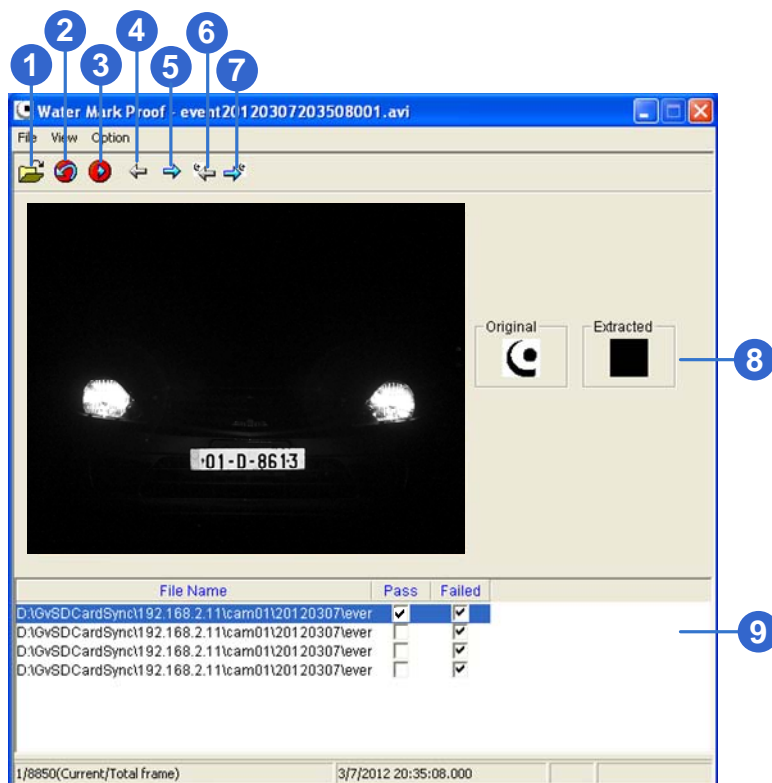 2 4 6
1 3 5 7
Water Mark Proof - event20120307203508001.avi
File View Option
Original Extracted
8
01-D-8613
File Name Pass Failed
D:\GvSDCardSync\192.168.2.11\cam01\20120307\ever
D:\GvSDCardSync\192.168.2.11\cam01\20120307\ever
9
D:\GvSDCardSync\192.168.2.11\cam01\20120307\ever
D:\GvSDCardSync\192.168.2.11\cam01\20120307\ever
1/8850(Current/Total frame) 3/7/2012 20:35:08.000